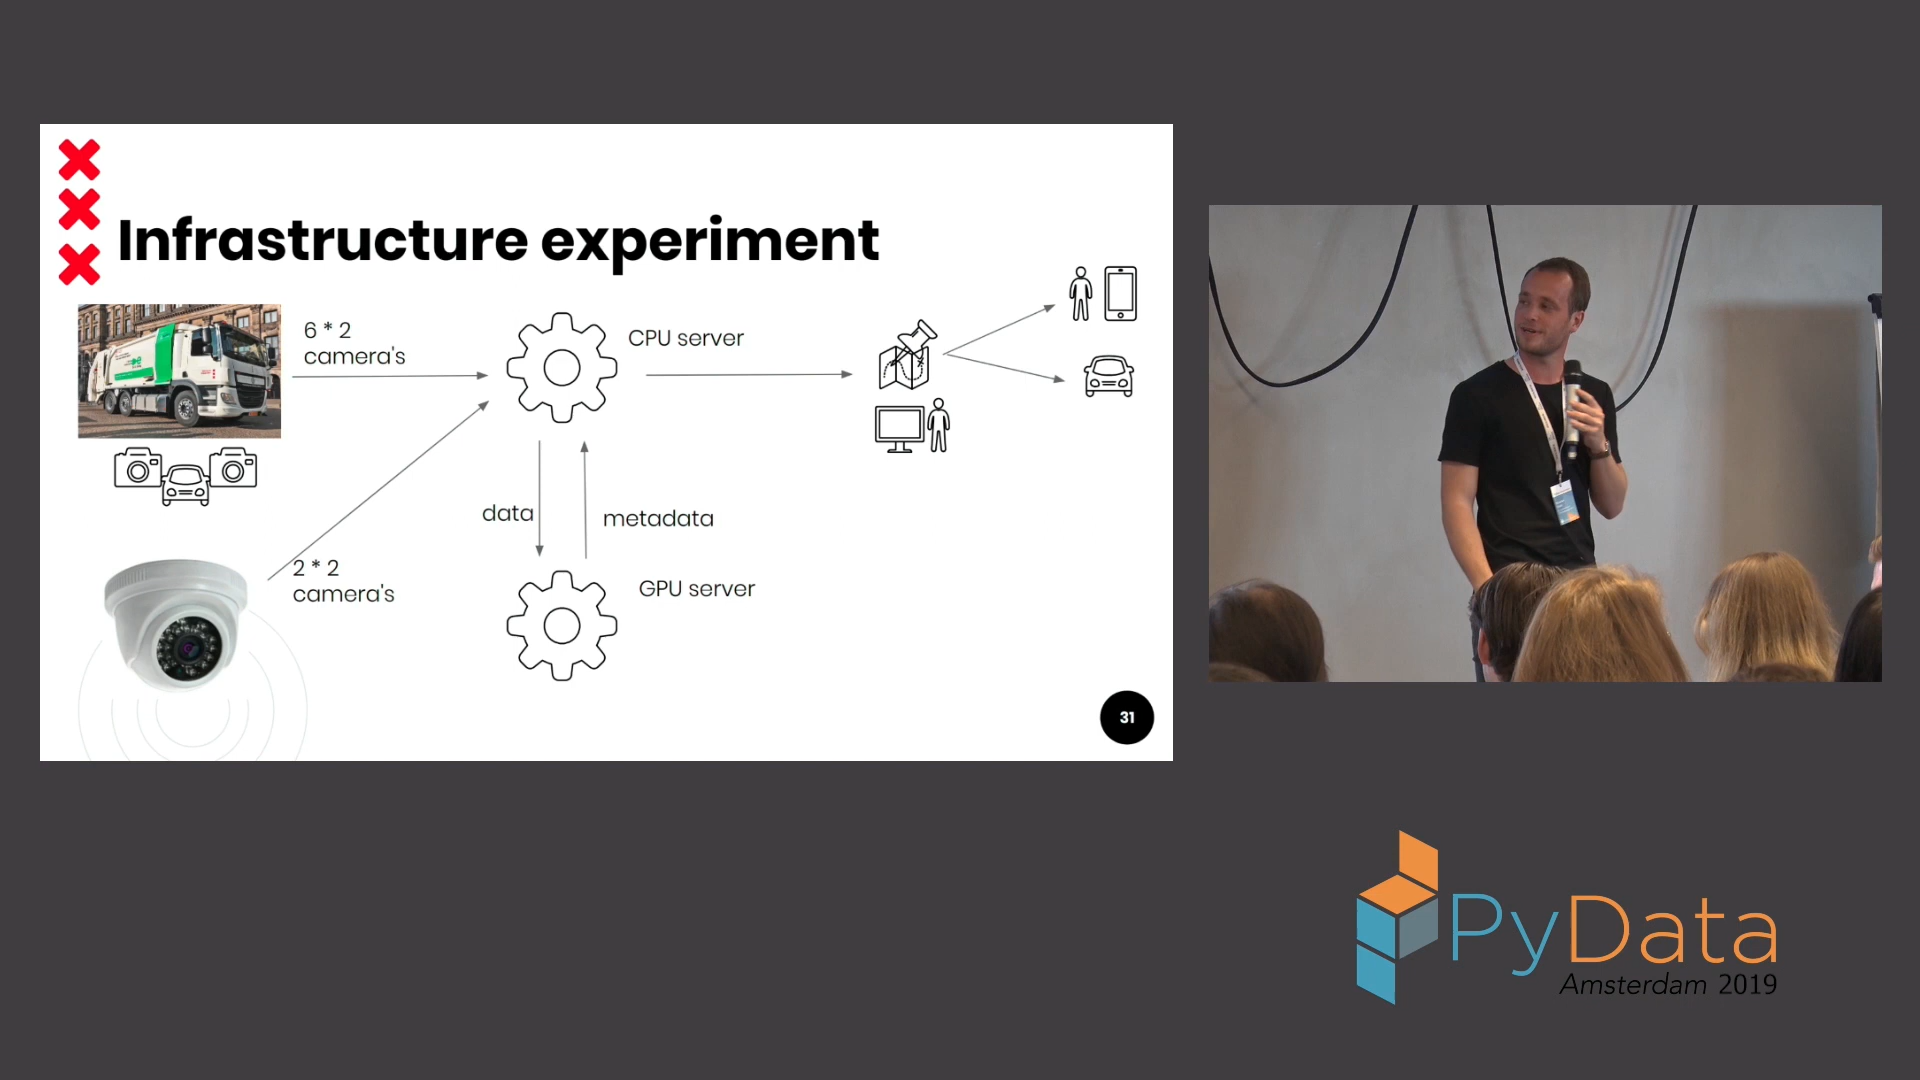 Infrastructure experiment
6 * 2
camera's
CPU server
data
metadata
2 * 2
camera's
GPU server
31
PyData
Amsterdam 2019